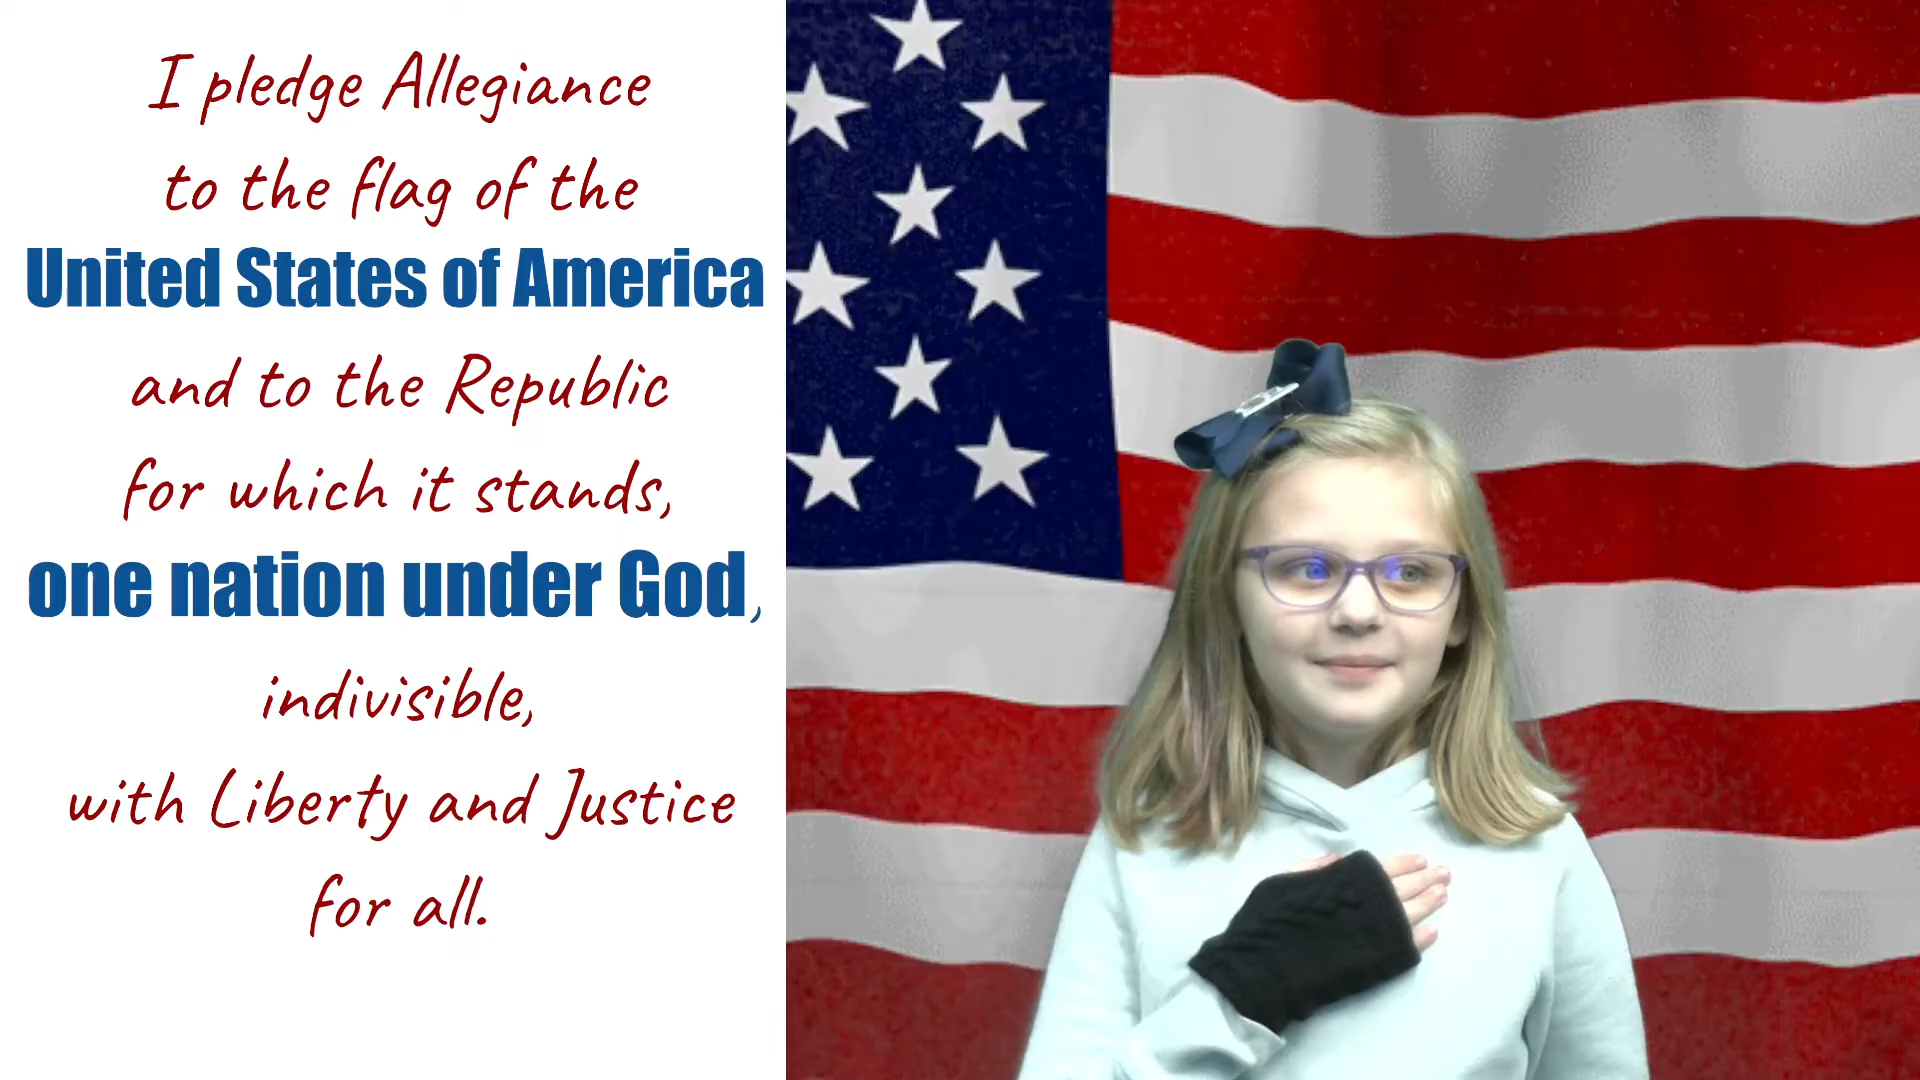 I pledge Allegiance
to the flag of the
United States of America
and to the Republic
for which it stands,
one nation under God,
indivisible,
with Liberty and Justice
for all.